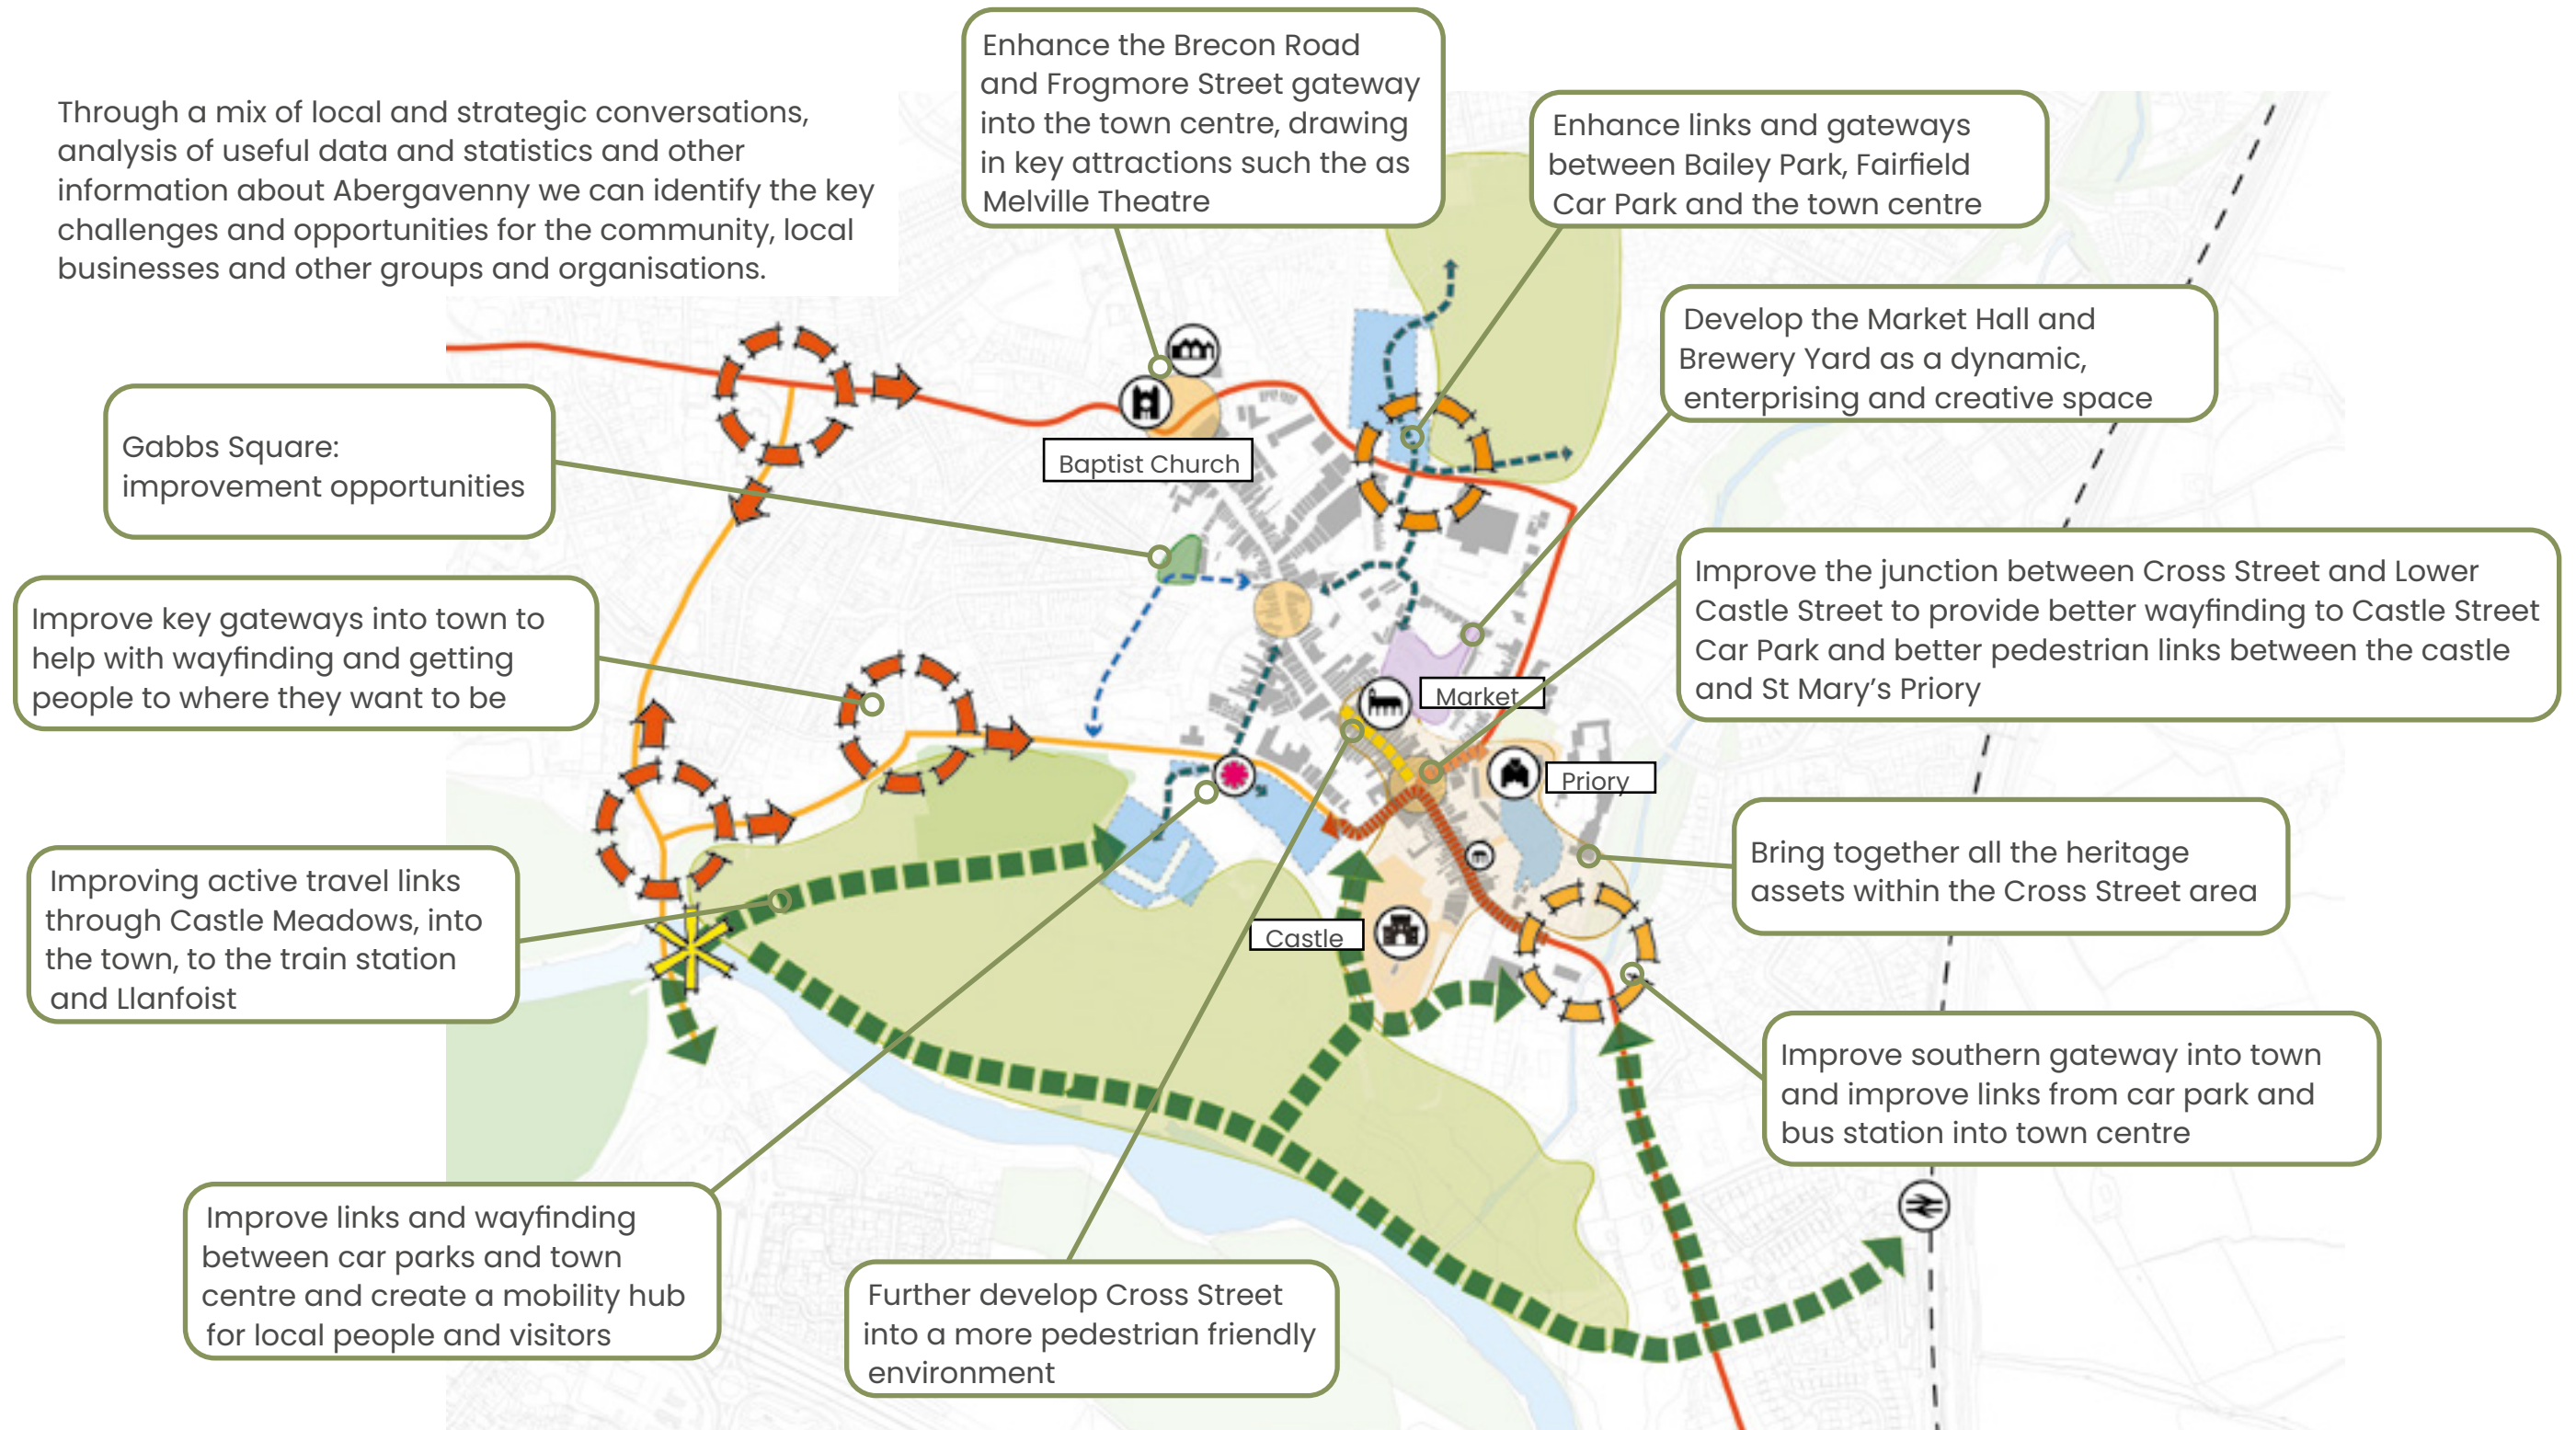 Through a mix of local and strategic conversations,
analysis of useful data and statistics and other
information about Abergavenny we can identify the key
challenges and opportunities for the community, local
businesses and other groups and organisations.
Enhance the Brecon Road
and Frogmore Street gateway
into the town centre, drawing
in key attractions such the as
Melville Theatre
Enhance links and gateways
between Bailey Park, Fairfield
Car Park and the town centre
Develop the Market Hall and
Brewery Yard as a dynamic,
enterprising and creative space
Gabbs Square:
improvement opportunities
Baptist Church
Improve the junction between Cross Street and Lower
Castle Street to provide better wayfinding to Castle Street
Car Park and better pedestrian links between the castle
and St Mary's Priory
Improve key gateways into town to
help with wayfinding and getting
people to where they want to be
Market
Priory
Bring together all the heritage
assets within the Cross Street area
Improving active travel links
through Castle Meadows, into
the town, to the train station
and Llanfoist
Castle
Improve southern gateway into town
and improve links from car park and
bus station into town centre
Improve links and wayfinding
between car parks and town
centre and create a mobility hub
for local people and visitors
Further develop Cross Street
into a more pedestrian friendly
environment